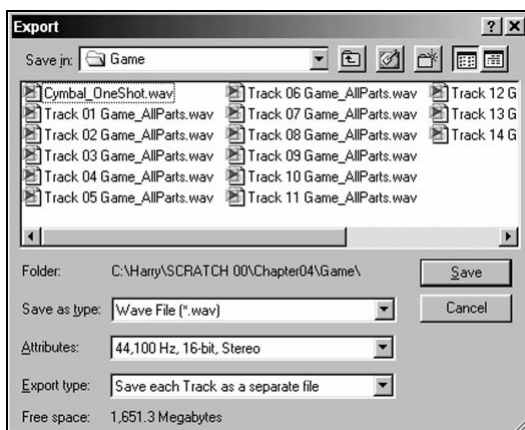 Export
Save in: Game
Cymbal_OneShot.wav
Track 01 Game_AllParts.wav
Track 02 Game_AllParts.wav
Track 03 Game_AllParts.wav
Track 04 Game_AllParts.wav
Track 05 Game_AllParts.wav
Track 06 Game_AllParts.wav
Track 07 Game_AllParts.wav
Track 08 Game_AllParts.wav
Track 09 Game_AllParts.wav
Track 10 Game_AllParts.wav
Track 11 Game_AllParts.wav
Track 12 G
Track 13 G
Track 14 G
Folder: C:\Harry\SCRATCH 00\Chapter04\Game\
Save
Save as type: Wave File (*.wav)
Cancel
Attributes: 44,100 Hz, 16-bit, Stereo
Export type: Save each Track as a separate file
Free space: 1,651.3 Megabytes